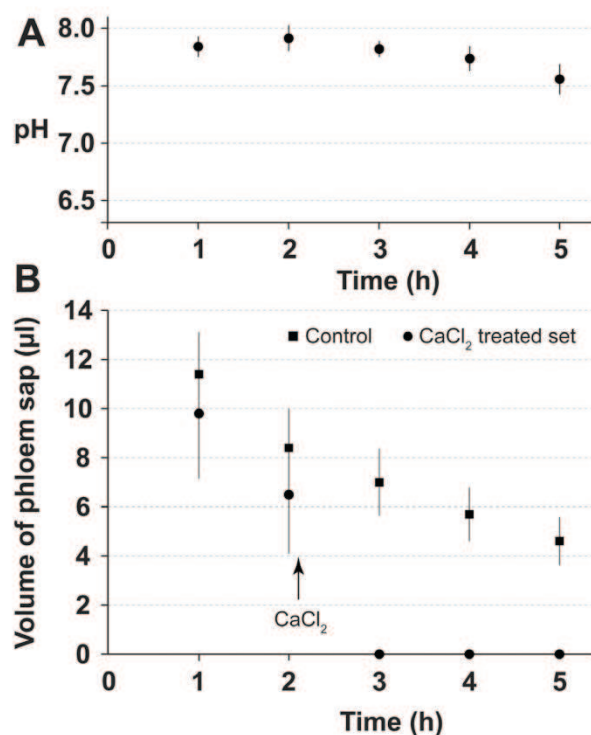 A
8.0
7.5
pH
7.0
6.5
0 1 2 3 4 5
Time (h)
B
14
■ Control ● CaCl₂ treated set
12
10
8
6
4
CaCl₂
2
0
0 1 2 3 4 5
Time (h)
Volume of phloem sap (µl)